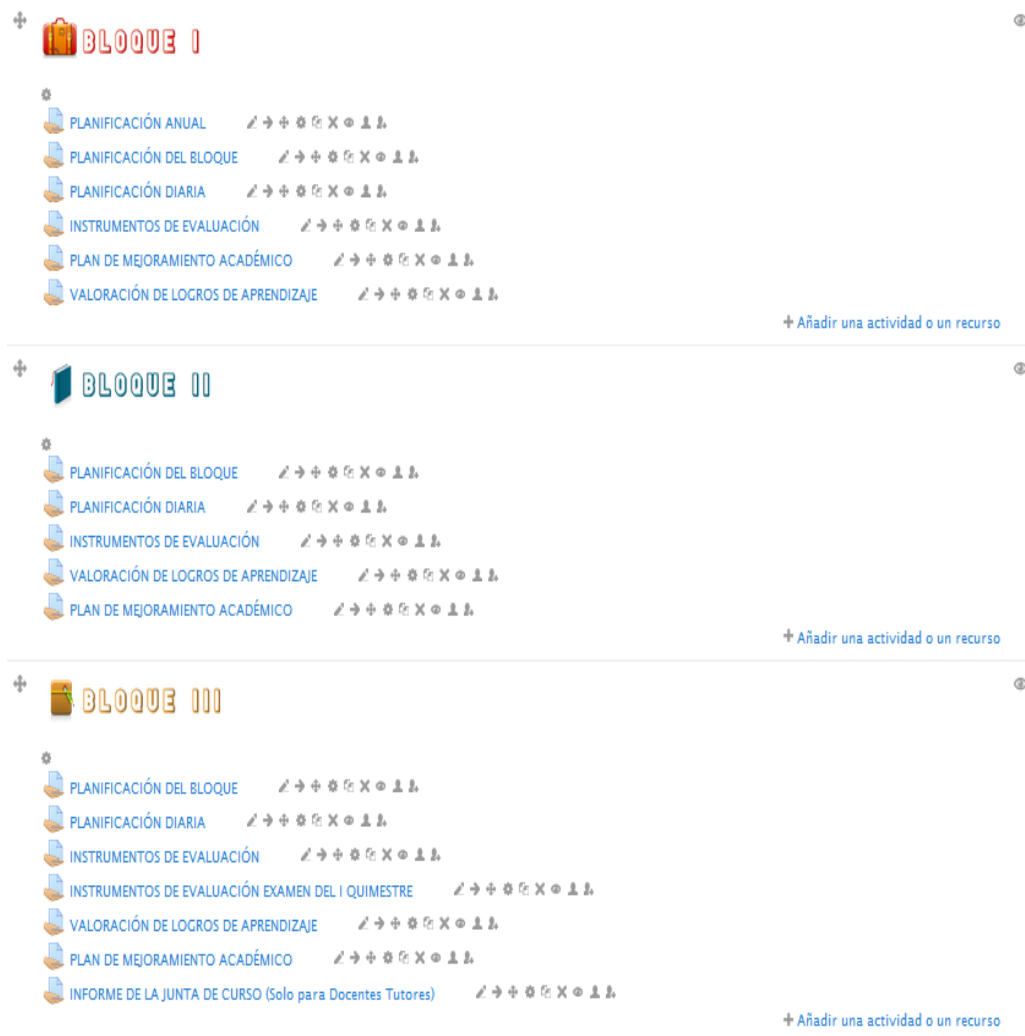 BLOQUE I
PLANIFICACIÓN ANUAL
PLANIFICACIÓN DEL BLOQUE
PLANIFICACIÓN DIARIA
INSTRUMENTOS DE EVALUACIÓN
PLAN DE MEJORAMIENTO ACADÉMICO
VALORACIÓN DE LOGROS DE APRENDIZAJE
Añadir una actividad o un recurso
BLOQUE II
PLANIFICACIÓN DEL BLOQUE
PLANIFICACIÓN DIARIA
INSTRUMENTOS DE EVALUACIÓN
VALORACIÓN DE LOGROS DE APRENDIZAJE
PLAN DE MEJORAMIENTO ACADÉMICO
Añadir una actividad o un recurso
BLOQUE III
PLANIFICACIÓN DEL BLOQUE
PLANIFICACIÓN DIARIA
INSTRUMENTOS DE EVALUACIÓN
INSTRUMENTOS DE EVALUACIÓN EXAMEN DEL I QUIMESTRE
VALORACIÓN DE LOGROS DE APRENDIZAJE
PLAN DE MEJORAMIENTO ACADÉMICO
INFORME DE LA JUNTA DE CURSO (Solo para Docentes Tutores)
Añadir una actividad o un recurso